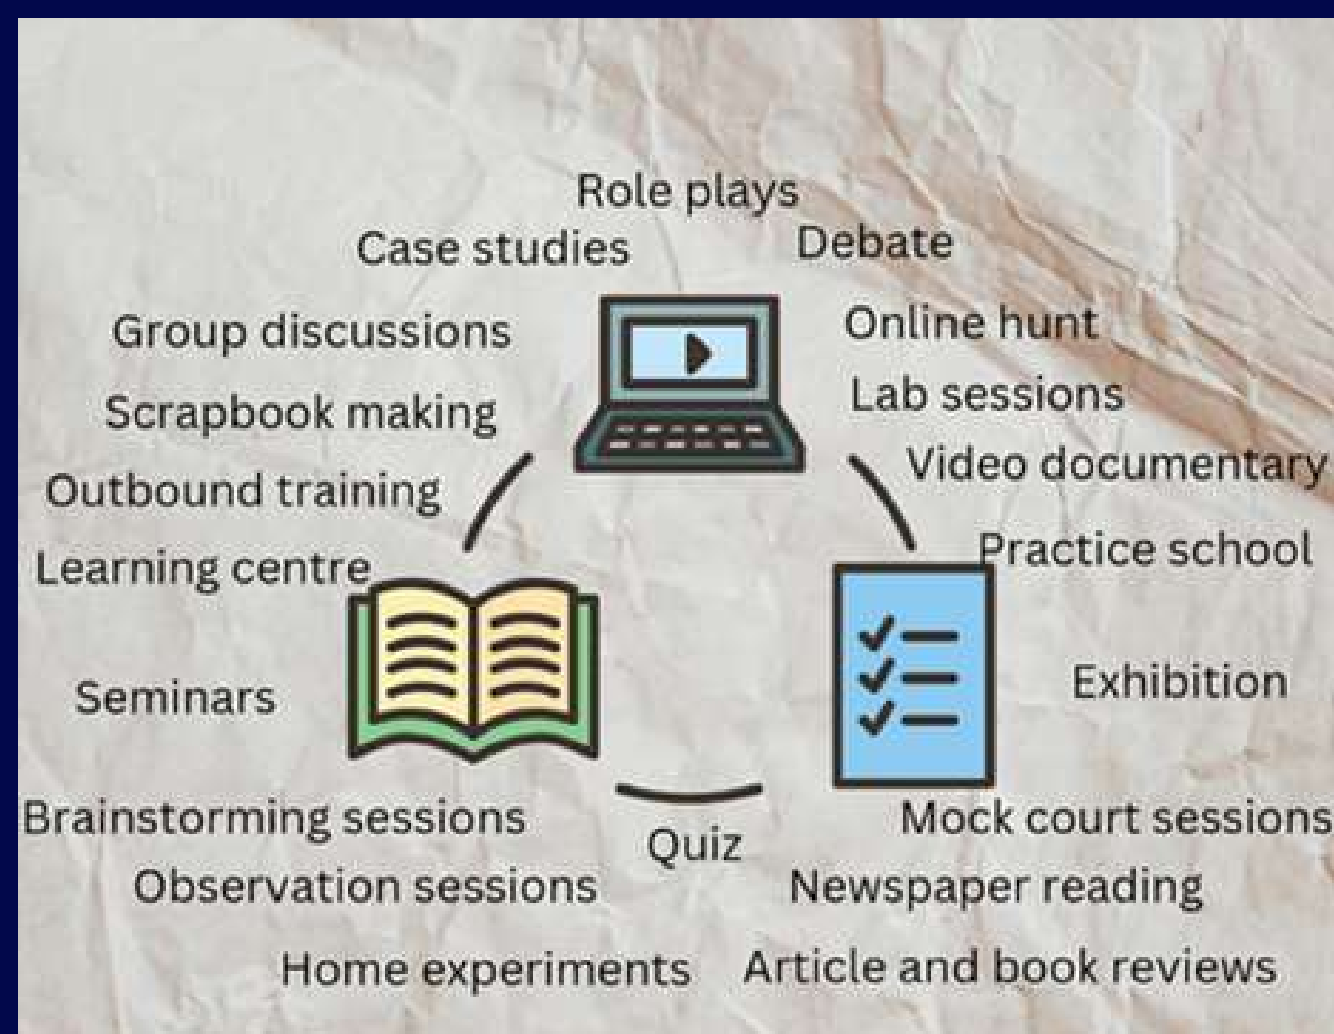 Role plays
Case studies
Debate
Group discussions
Online hunt
Scrapbook making
Lab sessions
Outbound training
Video documentary
Learning centre
Practice school
Seminars
Exhibition
Brainstorming sessions
Mock court sessions
Quiz
Observation sessions
Newspaper reading
Home experiments
Article and book reviews